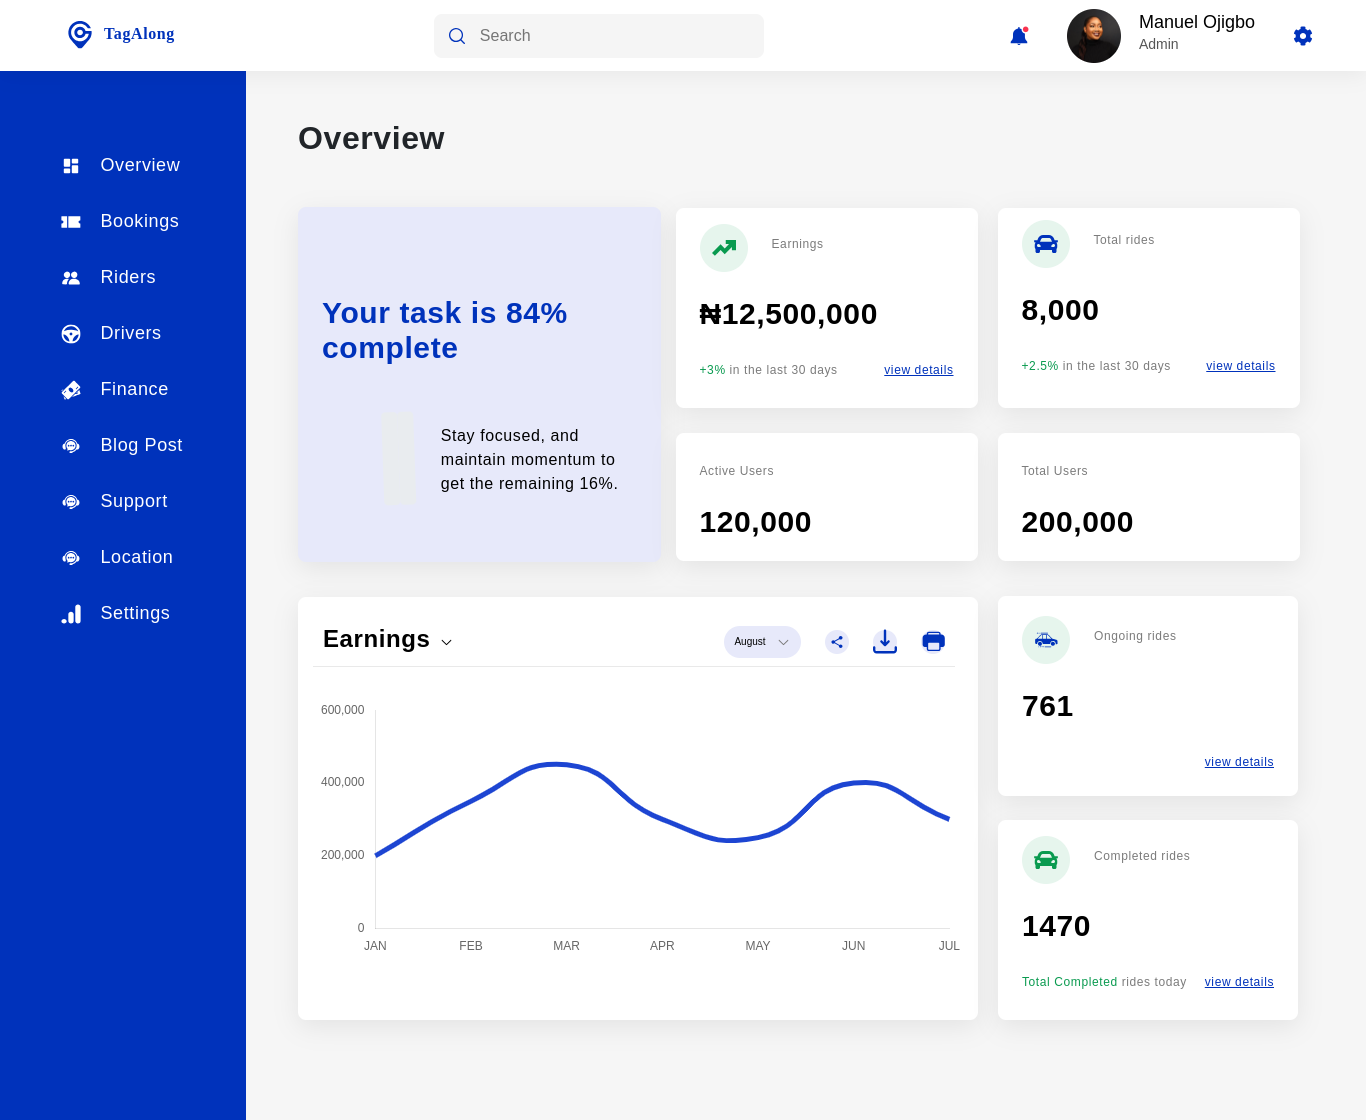 TagAlong
Search
Manuel Ojigbo
Admin
Overview
Bookings
Riders
Drivers
Finance
Blog Post
Support
Location
Settings
Overview
Your task is 84%
complete
Stay focused, and
maintain momentum to
get the remaining 16%.
Earnings
₦12,500,000
+3% in the last 30 days
view details
Total rides
8,000
+2.5% in the last 30 days
view details
Active Users
120,000
Total Users
200,000
Earnings
August
600,000
400,000
200,000
0
JAN
FEB
MAR
APR
MAY
JUN
JUL
Ongoing rides
761
view details
Completed rides
1470
Total Completed rides today
view details